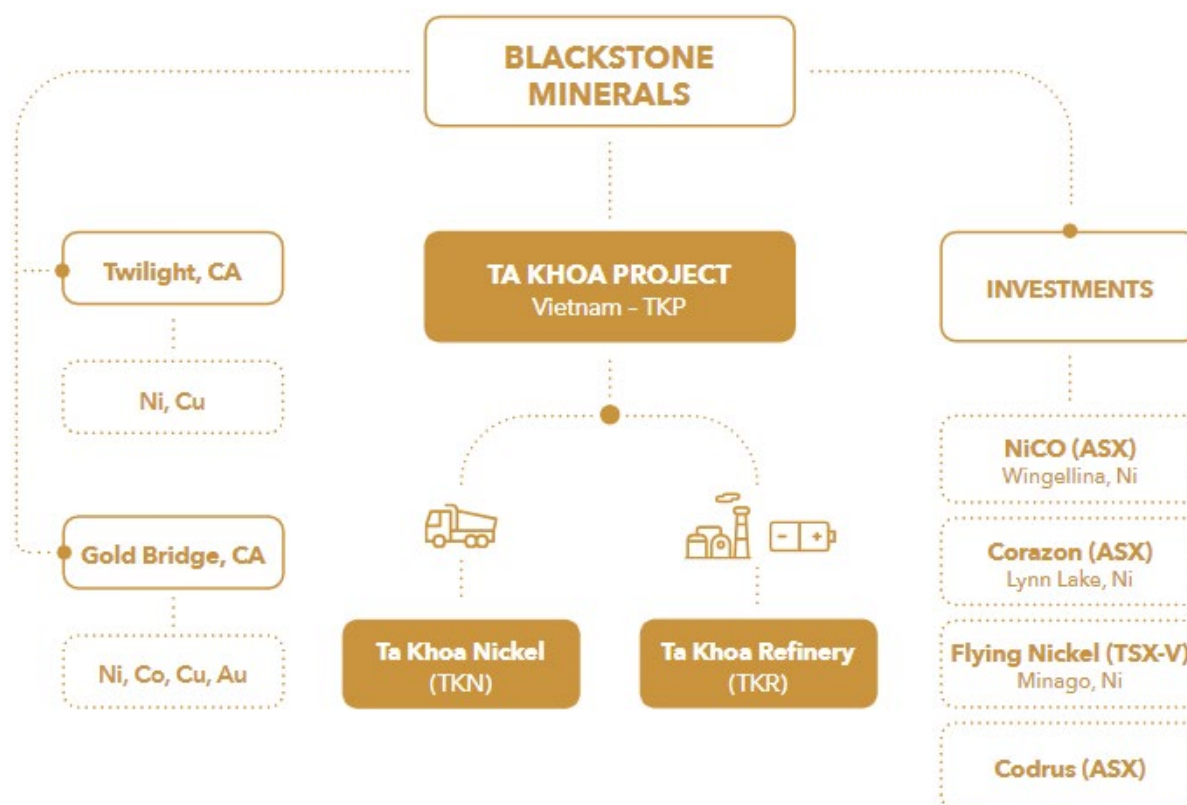 BLACKSTONE
MINERALS
Twilight, CA
Ni, Cu
Gold Bridge, CA
Ni, Co, Cu, Au
TA KHOA PROJECT
Vietnam – TKP
Ta Khoa Nickel
(TKN)
Ta Khoa Refinery
(TKR)
INVESTMENTS
NiCO (ASX)
Wingellina, Ni
Corazon (ASX)
Lynn Lake, Ni
Flying Nickel (TSX-V)
Minago, Ni
Codrus (ASX)